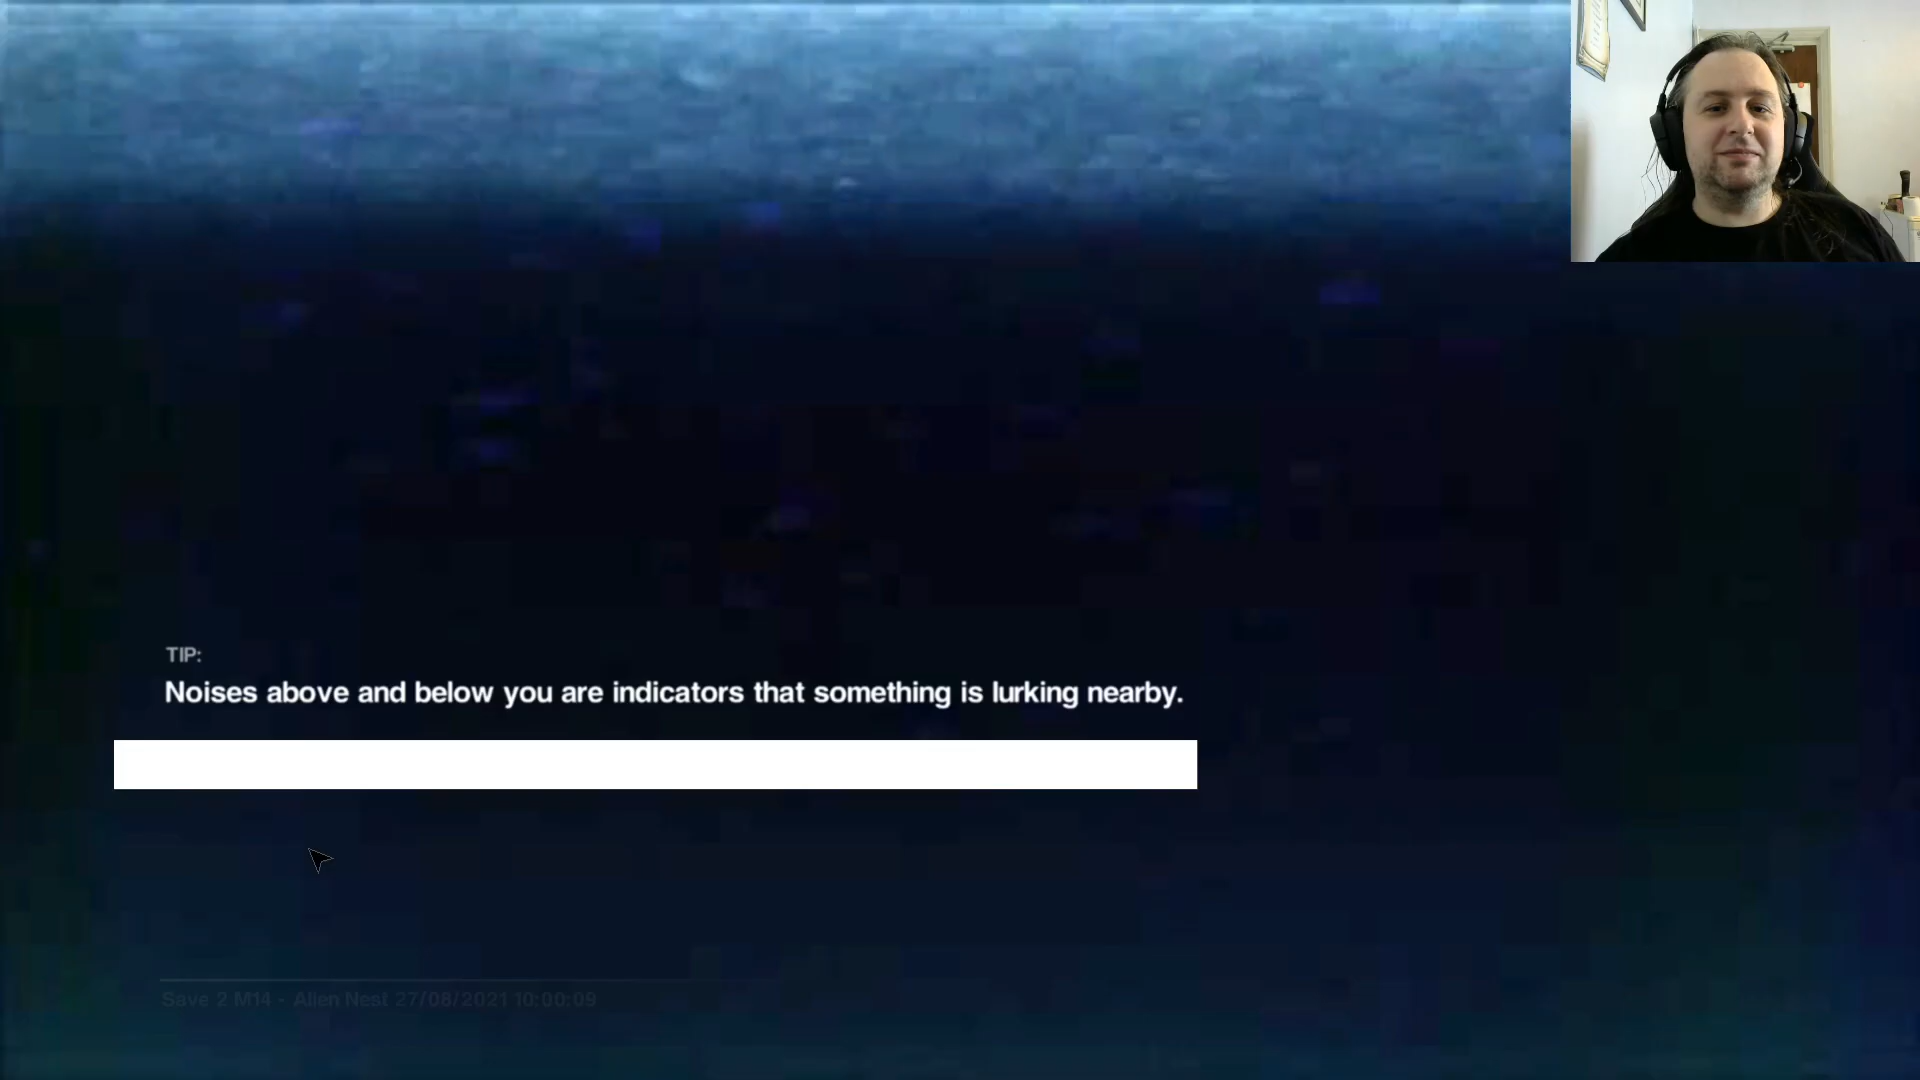 TIP:
Noises above and below you are indicators that something is lurking nearby.
Save 2 M14 - Alien Nest 27/08/2021 10:00:09